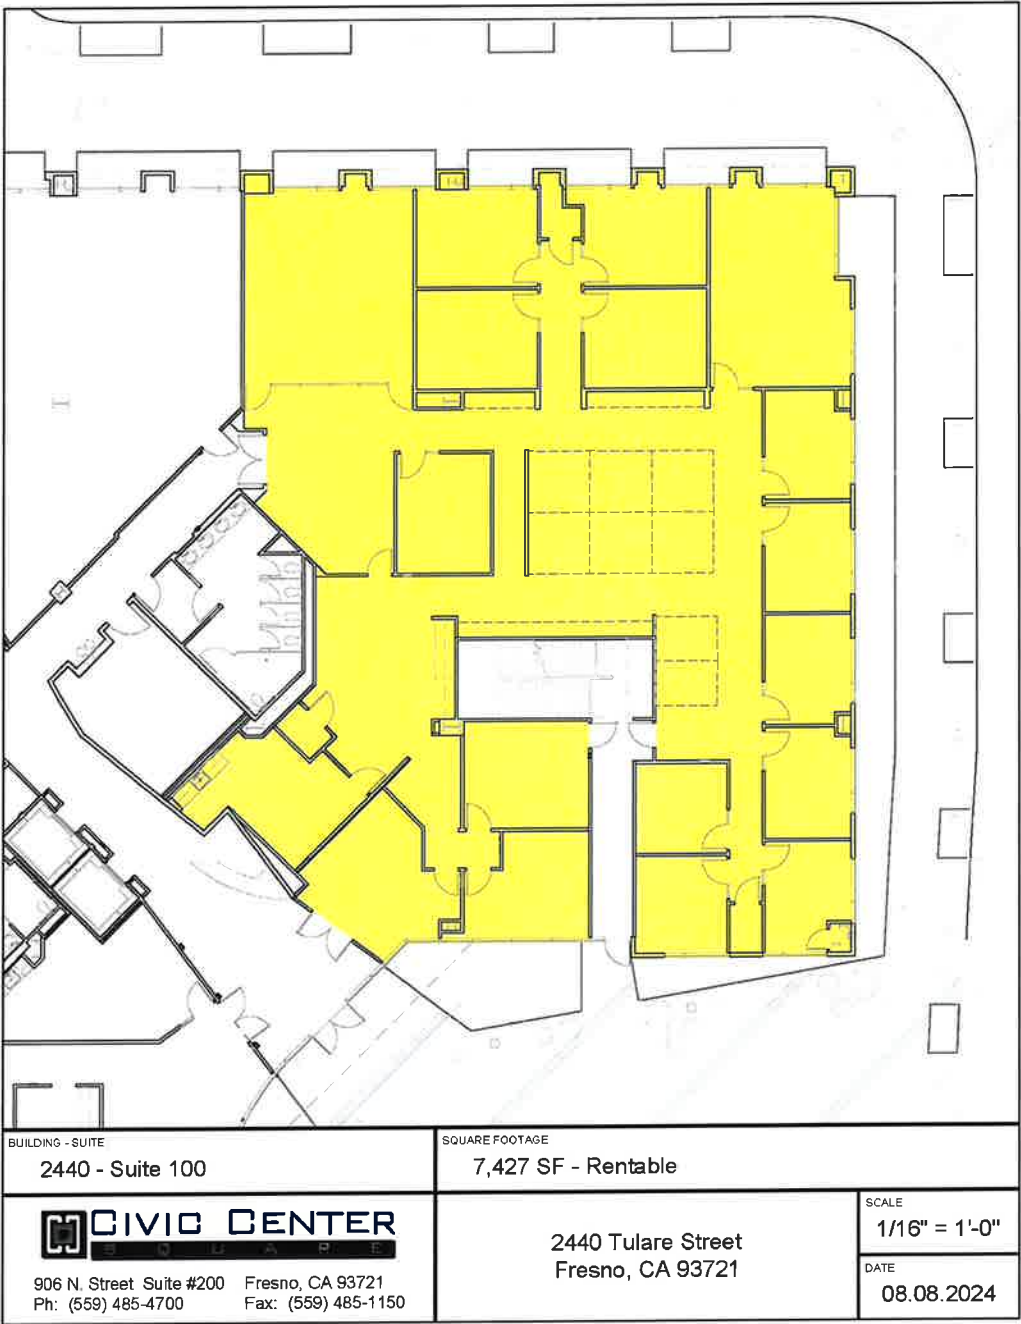 BUILDING - SUITE
2440 - Suite 100
SQUARE FOOTAGE
7,427 SF - Rentable
CIVIC CENTER
SQUARE
906 N. Street Suite #200 Fresno, CA 93721
Ph: (559) 485-4700 Fax: (559) 485-1150
2440 Tulare Street
Fresno, CA 93721
SCALE
1/16" = 1'-0"
DATE
08.08.2024